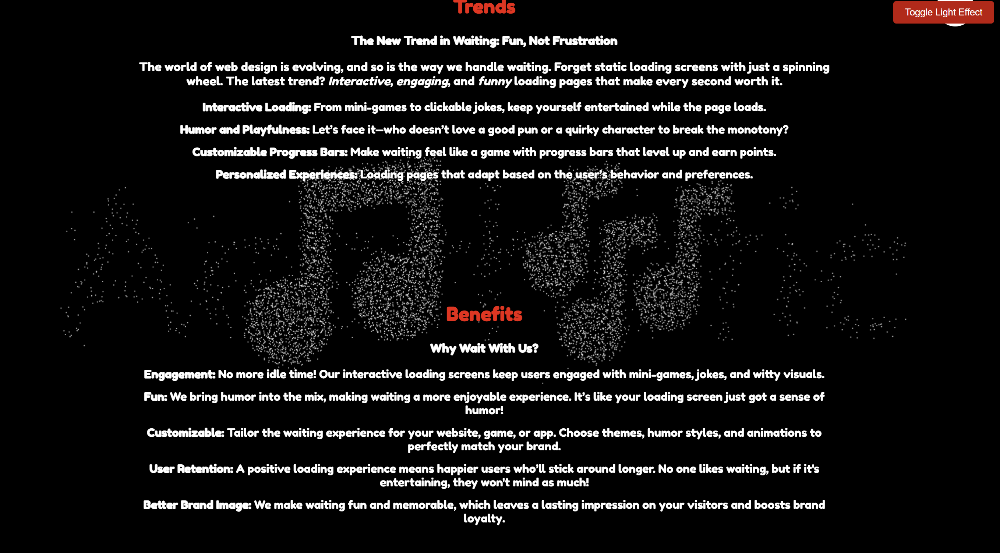 Trends
Toggle Light Effect
The New Trend in Waiting: Fun, Not Frustration
The world of web design is evolving, and so is the way we handle waiting. Forget static loading screens with just a spinning
wheel. The latest trend? Interactive, engaging, and funny loading pages that make every second worth it.
Interactive Loading: From mini-games to clickable jokes, keep yourself entertained while the page loads.
Humor and Playfulness: Let’s face it—who doesn’t love a good pun or a quirky character to break the monotony?
Customizable Progress Bars: Make waiting feel like a game with progress bars that level up and earn points.
Personalized Experiences: Loading pages that adapt based on the user’s behavior and preferences.
Benefits
Why Wait With Us?
Engagement: No more idle time! Our interactive loading screens keep users engaged with mini-games, jokes, and witty visuals.
Fun: We bring humor into the mix, making waiting a more enjoyable experience. It’s like your loading screen just got a sense of
humor!
Customizable: Tailor the waiting experience for your website, game, or app. Choose themes, humor styles, and animations to
perfectly match your brand.
User Retention: A positive loading experience means happier users who’ll stick around longer. No one likes waiting, but if it's
entertaining, they won't mind as much!
Better Brand Image: We make waiting fun and memorable, which leaves a lasting impression on your visitors and boosts brand
loyalty.